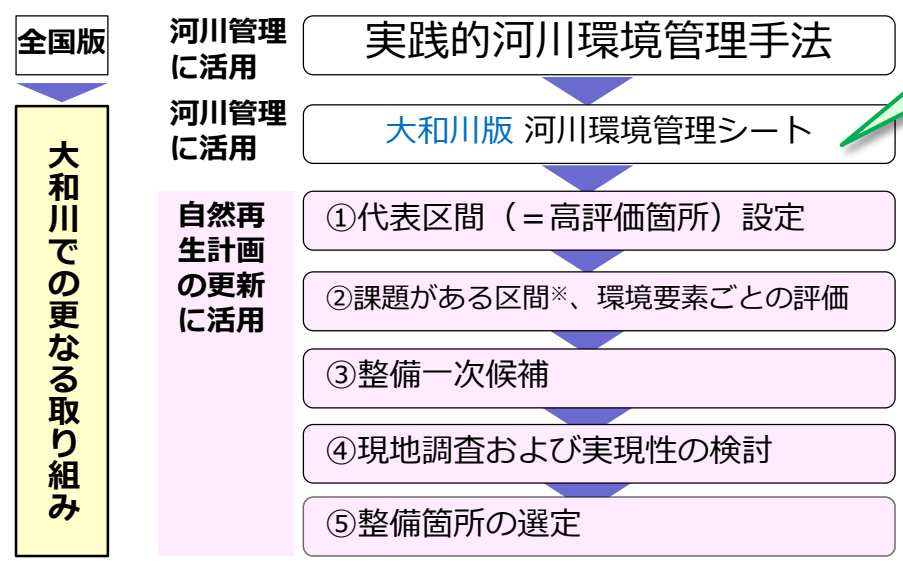 全国版
河川管理
に活用
実践的河川環境管理手法
河川管理
に活用
大和川版 河川環境管理シート
大和川での更なる取り組み
自然再
生計画
の更新
に活用
①代表区間（＝高評価箇所）設定
②課題がある区間※、環境要素ごとの評価
③整備一次候補
④現地調査および実現性の検討
⑤整備箇所の選定